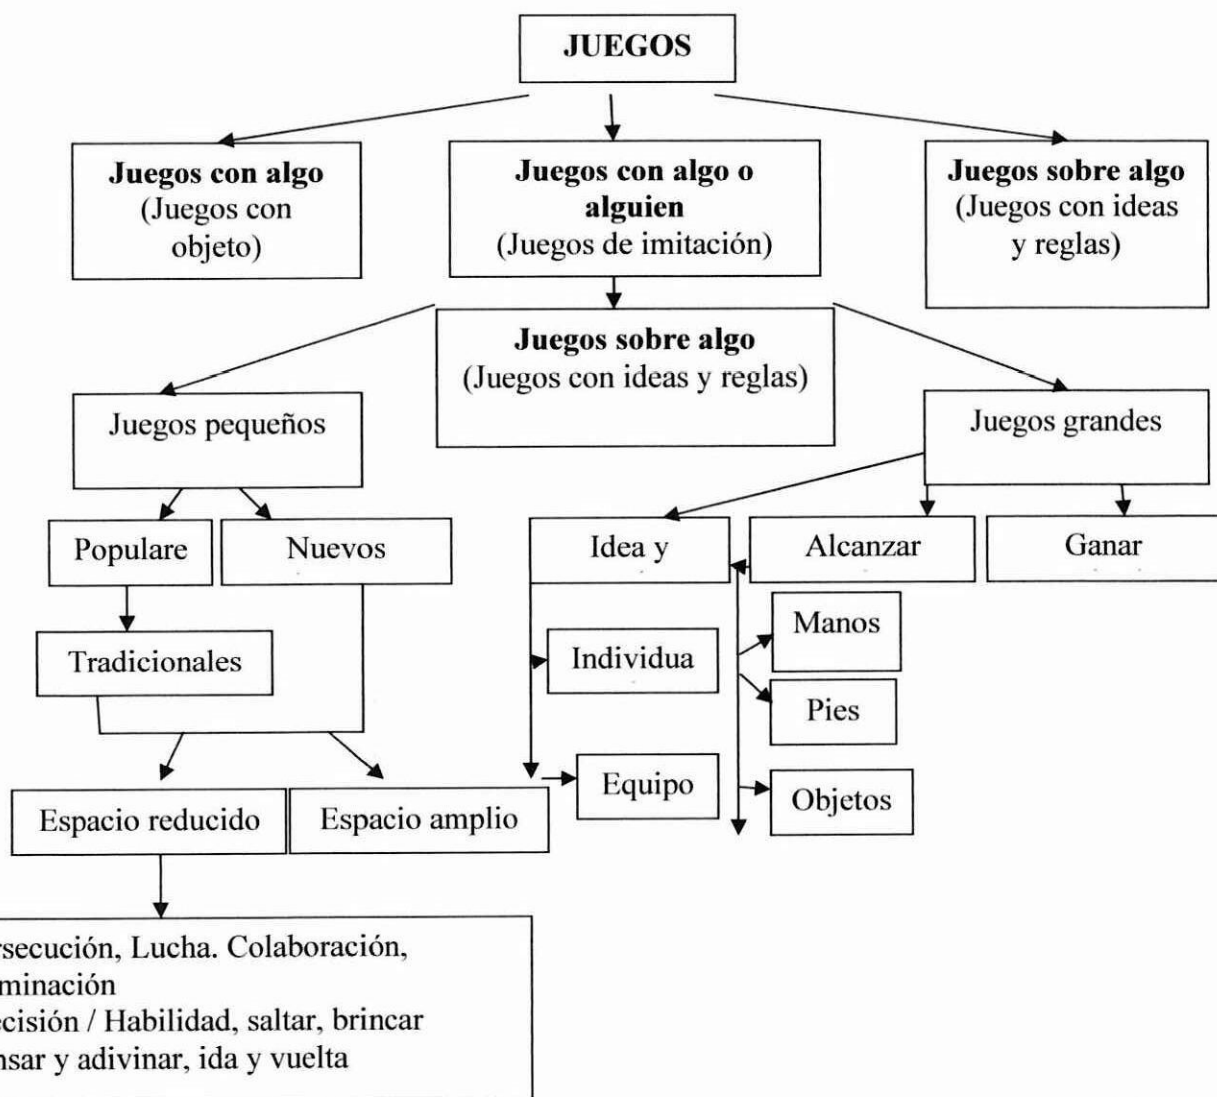 JUEGOS
Juegos con algo
(Juegos con
objeto)
Juegos con algo o
alguien
(Juegos de imitación)
Juegos sobre algo
(Juegos con ideas
y reglas)
Juegos sobre algo
(Juegos con ideas y reglas)
Juegos pequeños
Juegos grandes
Populare
Nuevos
Idea y
Alcanzar
Ganar
Tradicionales
Individua
Manos
Pies
Equipo
Objetos
Espacio reducido
Espacio amplio
rsecución, Lucha. Colaboración,
minación
ecisión / Habilidad, saltar, brincar
nsar y adivinar, ida y vuelta